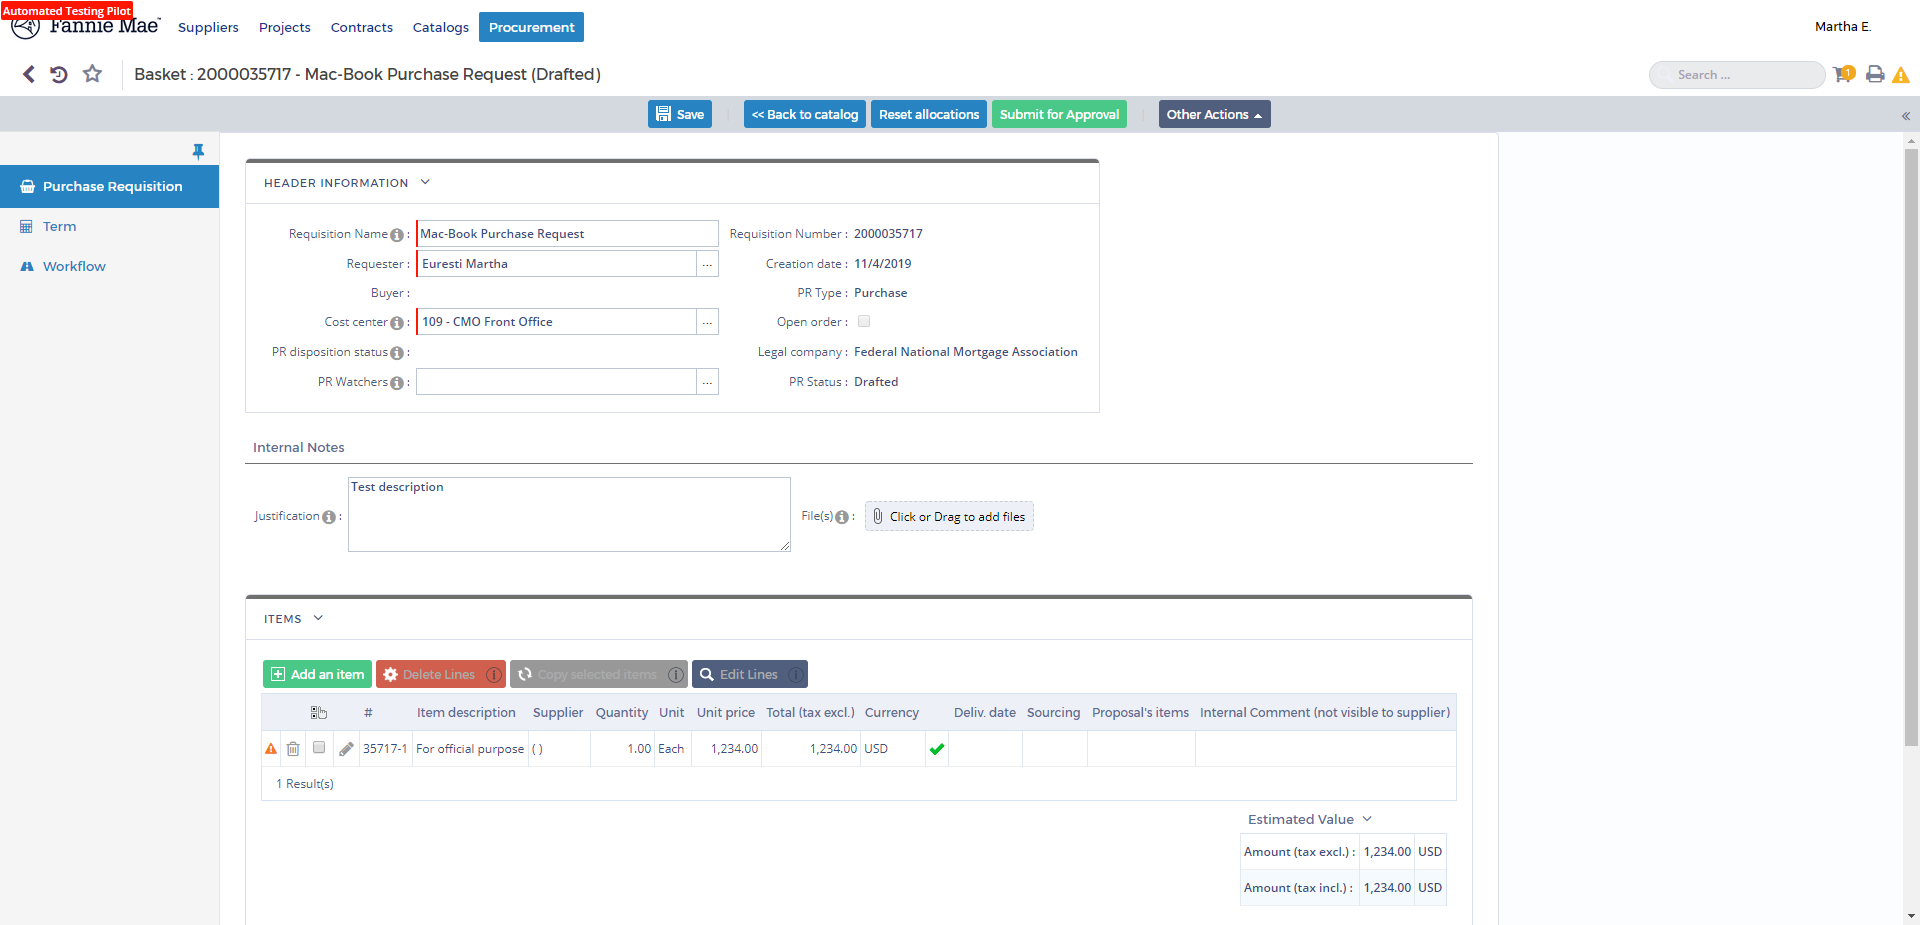 Automated Testing Pilot
Fannie Mae™ Suppliers Projects Contracts Catalogs Procurement Martha E.
Basket : 2000035717 - Mac-Book Purchase Request (Drafted) Search ... 1
Save << Back to catalog Reset allocations Submit for Approval Other Actions
Purchase Requisition
Term
Workflow
HEADER INFORMATION
Requisition Name : Mac-Book Purchase Request Requisition Number : 2000035717
Requester : Euresti Martha ... Creation date : 11/4/2019
Buyer : PR Type : Purchase
Cost center : 109 - CMO Front Office ... Open order :
PR disposition status : Legal company : Federal National Mortgage Association
PR Watchers : ... PR Status : Drafted
Internal Notes
Justification : Test description File(s) : Click or Drag to add files
ITEMS
Add an item Delete Lines Copy selected items Edit Lines
# Item description Supplier Quantity Unit Unit price Total (tax excl.) Currency Deliv. date Sourcing Proposal's items Internal Comment (not visible to supplier)
35717-1 For official purpose ( ) 1.00 Each 1,234.00 1,234.00 USD
1 Result(s)
Estimated Value
Amount (tax excl.) : 1,234.00 USD
Amount (tax incl.) : 1,234.00 USD